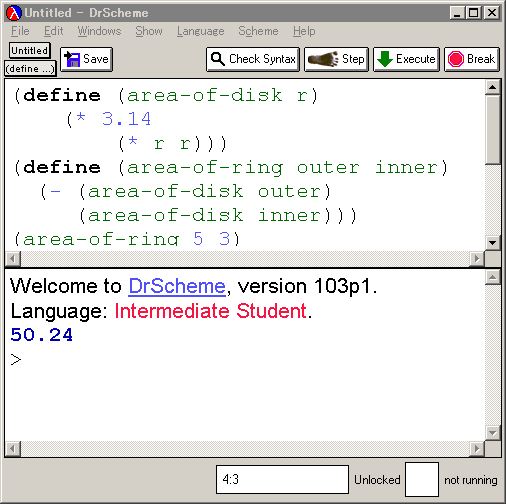 Untitled - DrScheme
File Edit Windows Show Language Scheme Help
Untitled
(define ...)
Save
Check Syntax
Step
Execute
Break
(define (area-of-disk r)
    (* 3.14
        (* r r)))
(define (area-of-ring outer inner)
  (- (area-of-disk outer)
     (area-of-disk inner)))
(area-of-ring 5 3)
Welcome to DrScheme, version 103p1.
Language: Intermediate Student.
50.24
>
4:3
Unlocked
not running